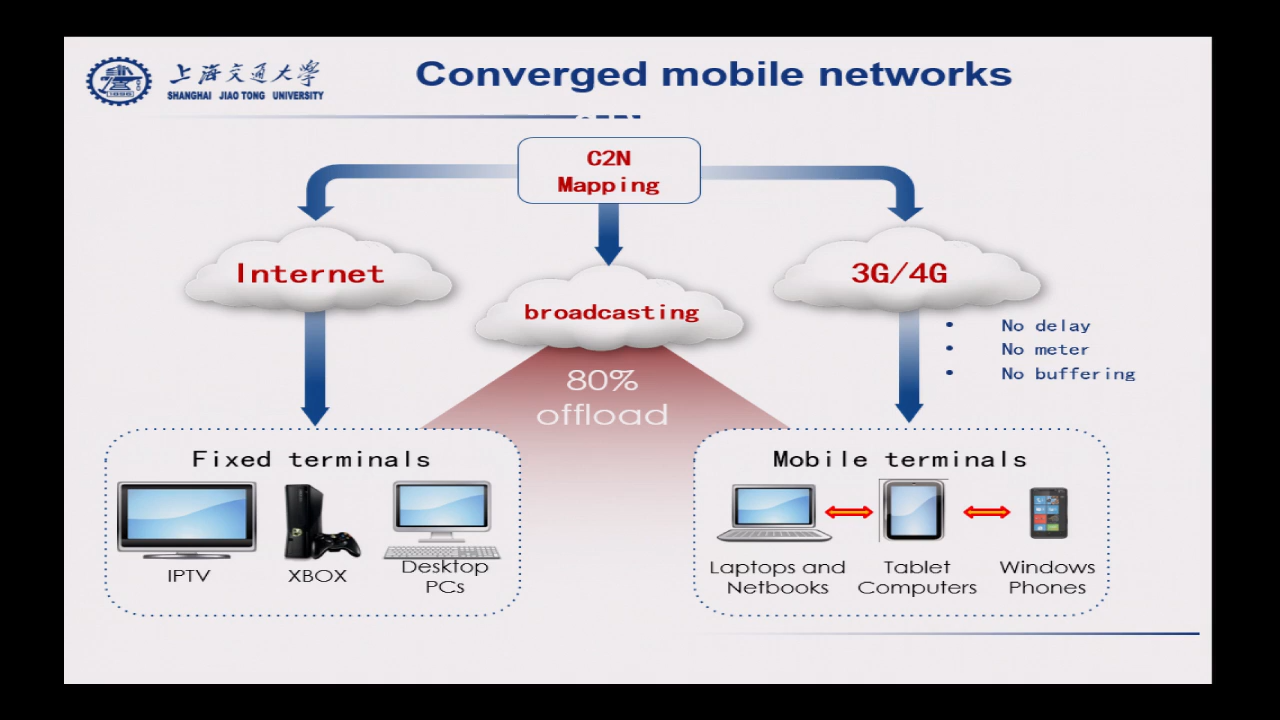 上海交通大學
SHANGHAI JIAO TONG UNIVERSITY
Converged mobile networks
C2N
Mapping
Internet
broadcasting
3G/4G
• No delay
• No meter
• No buffering
80%
offload
Fixed terminals
IPTV
XBOX
Desktop
PCs
Mobile terminals
Laptops and
Netbooks
Tablet
Computers
Windows
Phones